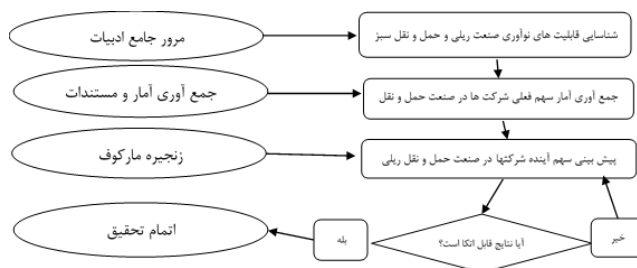 شناسایی قابلیت های نوآوری صنعت ریلی و حمل و نقل سبز
مرور جامع ادبیات
جمع آوری آمار سهم فعلی شرکت ها در صنعت حمل و نقل
جمع آوری آمار و مستندات
پیش بینی سهم آینده شرکتها در صنعت حمل و نقل ریلی
زنجیره مارکوف
خیر
آیا نتایج قابل اتکا است؟
بله
اتمام تحقیق